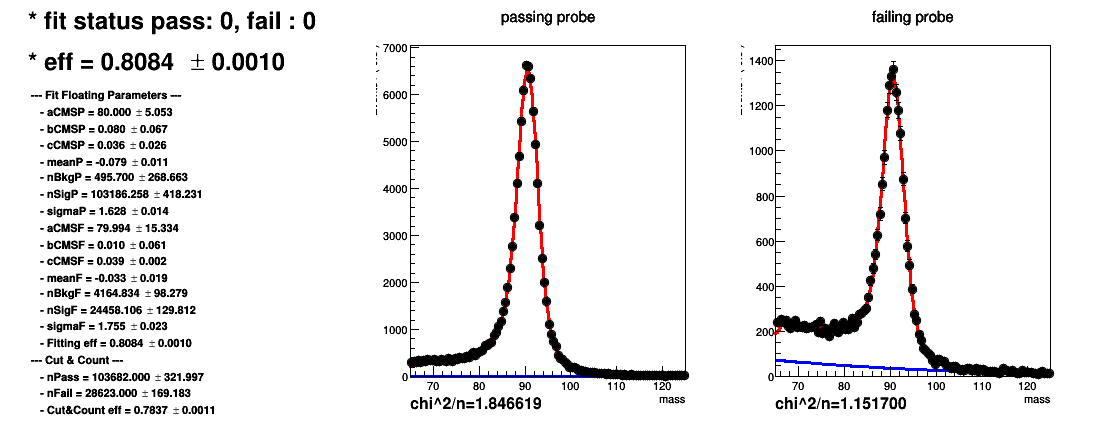 * fit status pass: 0, fail : 0
* eff = 0.8084 ± 0.0010
--- Fit Floating Parameters ---
- aCMSP = 80.000 ± 5.053
- bCMSP = 0.080 ± 0.067
- cCMSP = 0.036 ± 0.026
- meanP = -0.079 ± 0.011
- nBkgP = 495.700 ± 268.663
- nSigP = 103186.258 ± 418.231
- sigmaP = 1.628 ± 0.014
- aCMSF = 79.994 ± 15.334
- bCMSF = 0.010 ± 0.061
- cCMSF = 0.039 ± 0.002
- meanF = -0.033 ± 0.019
- nBkgF = 4164.834 ± 98.279
- nSigF = 24458.106 ± 129.812
- sigmaF = 1.755 ± 0.023
- Fitting eff = 0.8084 ± 0.0010
--- Cut & Count ---
- nPass = 103682.000 ± 321.997
- nFail = 28623.000 ± 169.183
- Cut&Count eff = 0.7837 ± 0.0011
passing probe
7000
6000
5000
4000
3000
2000
1000
0
70 80 90 100 110 120
mass
chi^2/n=1.846619
failing probe
1400
1200
1000
800
600
400
200
0
70 80 90 100 110 120
mass
chi^2/n=1.151700